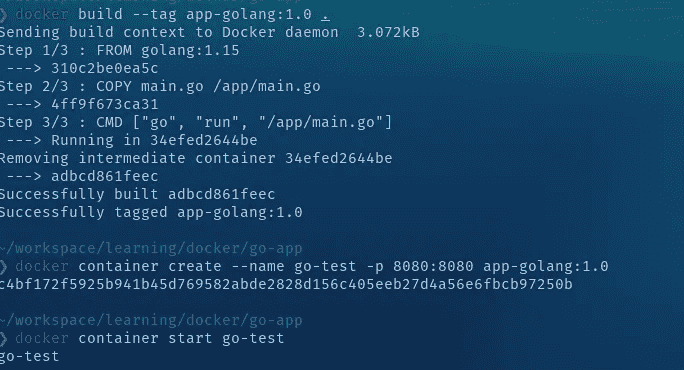 ❯ docker build --tag app-golang:1.0 .
Sending build context to Docker daemon  3.072kB
Step 1/3 : FROM golang:1.15
 ---> 310c2be0ea5c
Step 2/3 : COPY main.go /app/main.go
 ---> 4ff9f673ca31
Step 3/3 : CMD ["go", "run", "/app/main.go"]
 ---> Running in 34efed2644be
Removing intermediate container 34efed2644be
 ---> adbcd861feec
Successfully built adbcd861feec
Successfully tagged app-golang:1.0
~/workspace/learning/docker/go-app
❯ docker container create --name go-test -p 8080:8080 app-golang:1.0
c4bf172f5925b941b45d769582abde2828d156c405eeb27d4a56e6fbcb97250b
~/workspace/learning/docker/go-app
❯ docker container start go-test
go-test